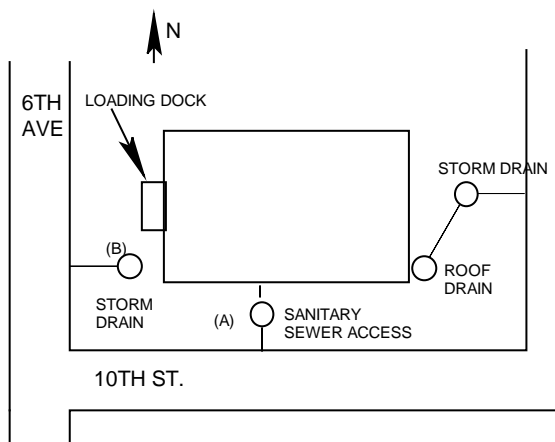 N
6TH
AVE
LOADING DOCK
STORM DRAIN
(B)
STORM
DRAIN
ROOF
DRAIN
(A)
SANITARY
SEWER ACCESS
10TH ST.